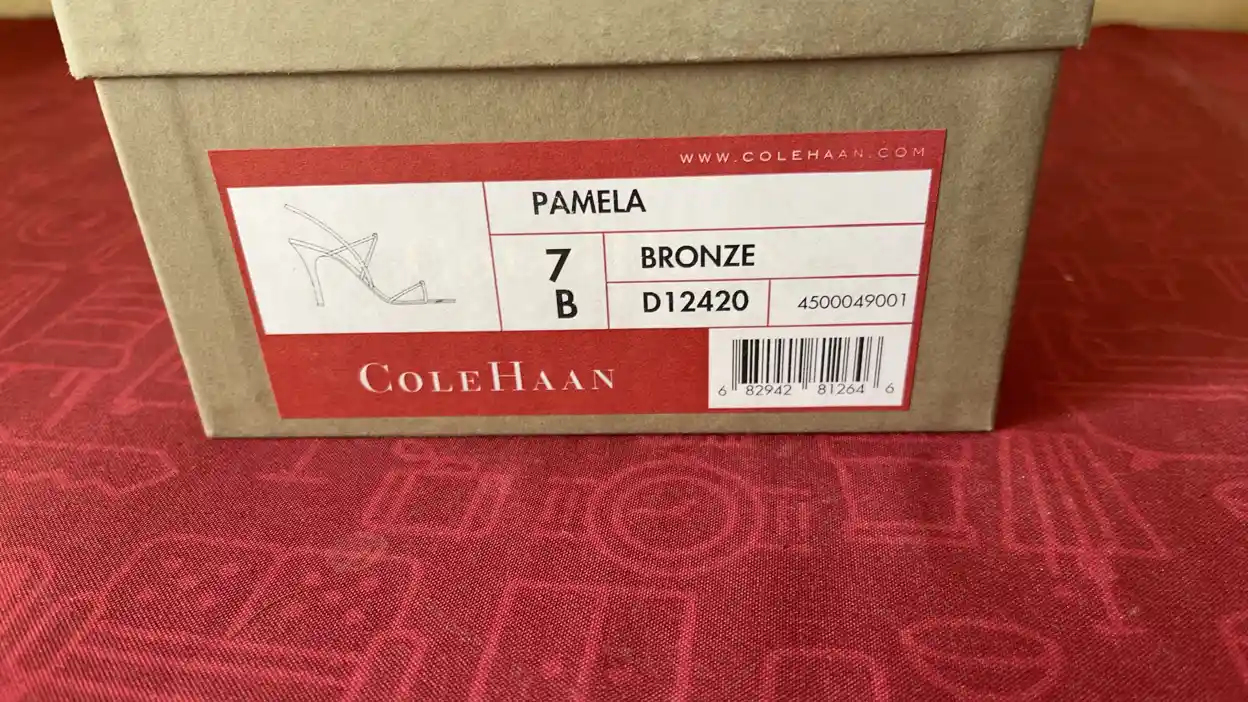 WWW.COLEHAAN.COM
PAMELA
7
B
BRONZE
D12420
4500049001
COLEHAAN
6 82942 81264 6